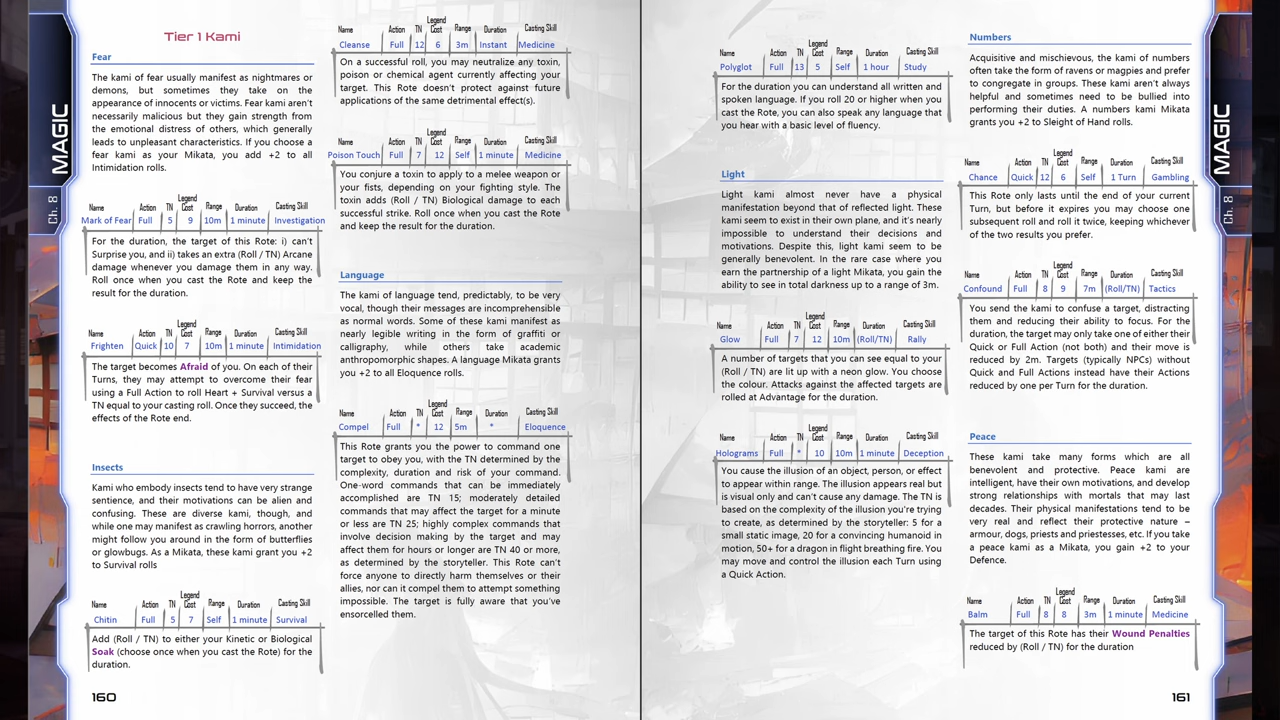 MAGIC
Ch. 8
Tier 1 Kami
Fear
The kami of fear usually manifest as nightmares or
demons, but sometimes they take on the
appearance of innocents or victims. Fear kami aren't
necessarily malicious but they gain strength from
the emotional distress of others, which generally
leads to unpleasant characteristics. If you choose a
fear kami as your Mikata, you add +2 to all
Intimidation rolls.
Name Action TN Legend Cost Range Duration Casting Skill
Mark of Fear Full 5 9 10m 1 minute Investigation
For the duration, the target of this Rote: i) can't
Surprise you, and ii) takes an extra (Roll / TN) Arcane
damage whenever you damage them in any way.
Roll once when you cast the Rote and keep the
result for the duration.
Name Action TN Legend Cost Range Duration Casting Skill
Frighten Quick 10 7 10m 1 minute Intimidation
The target becomes Afraid of you. On each of their
Turns, they may attempt to overcome their fear
using a Full Action to roll Heart + Survival versus a
TN equal to your casting roll. Once they succeed, the
effects of the Rote end.
Insects
Kami who embody insects tend to have very strange
sentience, and their motivations can be alien and
confusing. These are diverse kami, though, and
while one may manifest as crawling horrors, another
might follow you around in the form of butterflies
or glowbugs. As a Mikata, these kami grant you +2
to Survival rolls
Name Action TN Legend Cost Range Duration Casting Skill
Chitin Full 5 7 Self 1 minute Survival
Add (Roll / TN) to either your Kinetic or Biological
Soak (choose once when you cast the Rote) for the
duration.
160
Name Action TN Legend Cost Range Duration Casting Skill
Cleanse Full 12 6 3m Instant Medicine
On a successful roll, you may neutralize any toxin,
poison or chemical agent currently affecting your
target. This Rote doesn't protect against future
applications of the same detrimental effect(s).
Name Action TN Legend Cost Range Duration Casting Skill
Poison Touch Full 7 12 Self 1 minute Medicine
You conjure a toxin to apply to a melee weapon or
your fists, depending on your fighting style. The
toxin adds (Roll / TN) Biological damage to each
successful strike. Roll once when you cast the Rote
and keep the result for the duration.
Language
The kami of language tend, predictably, to be very
vocal, though their messages are incomprehensible
as normal words. Some of these kami manifest as
nearly legible writing in the form of graffiti or
calligraphy, while others take academic
anthropomorphic shapes. A language Mikata grants
you +2 to all Eloquence rolls.
Name Action TN Legend Cost Range Duration Casting Skill
Compel Full * 12 5m * Eloquence
This Rote grants you the power to command one
target to obey you, with the TN determined by the
complexity, duration and risk of your command.
One-word commands that can be immediately
accomplished are TN 15; moderately detailed
commands that may affect the target for a minute
or less are TN 25; highly complex commands that
involve decision making by the target and may
affect them for hours or longer are TN 40 or more,
as determined by the storyteller. This Rote can't
force anyone to directly harm themselves or their
allies, nor can it compel them to attempt something
impossible. The target is fully aware that you've
ensorcelled them.
Name Action TN Legend Cost Range Duration Casting Skill
Polyglot Full 13 5 Self 1 hour Study
For the duration you can understand all written and
spoken language. If you roll 20 or higher when you
cast the Rote, you can also speak any language that
you hear with a basic level of fluency.
Light
Light kami almost never have a physical
manifestation beyond that of reflected light. These
kami seem to exist in their own plane, and it's nearly
impossible to understand their decisions and
motivations. Despite this, light kami seem to be
generally benevolent. In the rare case where you
earn the partnership of a light Mikata, you gain the
ability to see in total darkness up to a range of 3m.
Name Action TN Legend Cost Range Duration Casting Skill
Glow Full 7 12 10m (Roll/TN) Rally
A number of targets that you can see equal to your
(Roll / TN) are lit up with a neon glow. You choose
the colour. Attacks against the affected targets are
rolled at Advantage for the duration.
Name Action TN Legend Cost Range Duration Casting Skill
Holograms Full * 10 10m 1 minute Deception
You cause the illusion of an object, person, or effect
to appear within range. The illusion appears real but
is visual only and can't cause any damage. The TN is
based on the complexity of the illusion you're trying
to create, as determined by the storyteller: 5 for a
small static image, 20 for a convincing humanoid in
motion, 50+ for a dragon in flight breathing fire. You
may move and control the illusion each Turn using
a Quick Action.
Numbers
Acquisitive and mischievous, the kami of numbers
often take the form of ravens or magpies and prefer
to congregate in groups. These kami aren't always
helpful and sometimes need to be bullied into
performing their duties. A numbers kami Mikata
grants you +2 to Sleight of Hand rolls.
Name Action TN Legend Cost Range Duration Casting Skill
Chance Quick 12 6 Self 1 Turn Gambling
This Rote only lasts until the end of your current
Turn, but before it expires you may choose one
subsequent roll and roll it twice, keeping whichever
of the two results you prefer.
Name Action TN Legend Cost Range Duration Casting Skill
Confound Full 8 9 7m (Roll/TN) Tactics
You send the kami to confuse a target, distracting
them and reducing their ability to focus. For the
duration, the target may only take one of either their
Quick or Full Action (not both) and their move is
reduced by 2m. Targets (typically NPCs) without
Quick and Full Actions instead have their Actions
reduced by one per Turn for the duration.
Peace
These kami take many forms which are all
benevolent and protective. Peace kami are
intelligent, have their own motivations, and develop
strong relationships with mortals that may last
decades. Their physical manifestations tend to be
very real and reflect their protective nature –
armour, dogs, priests and priestesses, etc. If you take
a peace kami as a Mikata, you gain +2 to your
Defence.
Name Action TN Legend Cost Range Duration Casting Skill
Balm Full 8 8 3m 1 minute Medicine
The target of this Rote has their Wound Penalties
reduced by (Roll / TN) for the duration
161
MAGIC
Ch. 8